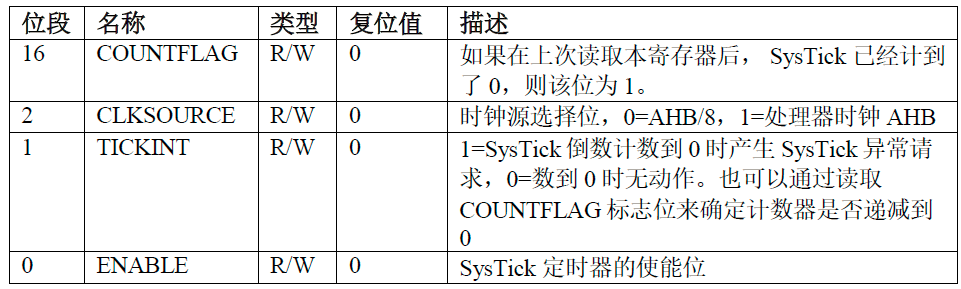 位段 名称 类型 复位值 描述
16 COUNTFLAG R/W 0 如果在上次读取本寄存器后， SysTick 已经计到
了 0，则该位为 1。
2 CLKSOURCE R/W 0 时钟源选择位，0=AHB/8，1=处理器时钟 AHB
1 TICKINT R/W 0 1=SysTick 倒数计数到 0 时产生 SysTick 异常请
求，0=数到 0 时无动作。也可以通过读取
COUNTFLAG 标志位来确定计数器是否递减到
0
0 ENABLE R/W 0 SysTick 定时器的使能位